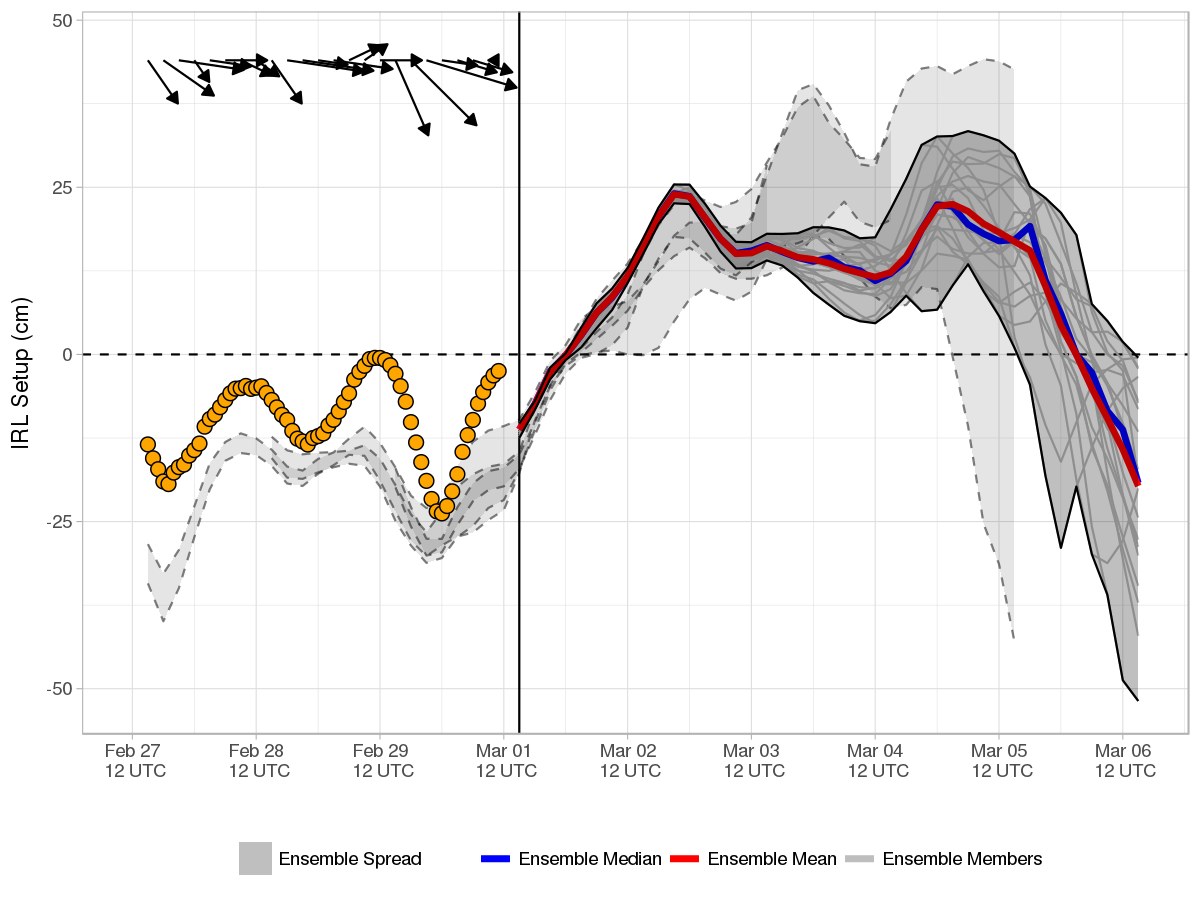 IRL Setup (cm)
50
25
0
-25
-50
Feb 27 Feb 28 Feb 29 Mar 01 Mar 02 Mar 03 Mar 04 Mar 05 Mar 06
12 UTC 12 UTC 12 UTC 12 UTC 12 UTC 12 UTC 12 UTC 12 UTC 12 UTC
Ensemble Spread Ensemble Median Ensemble Mean Ensemble Members